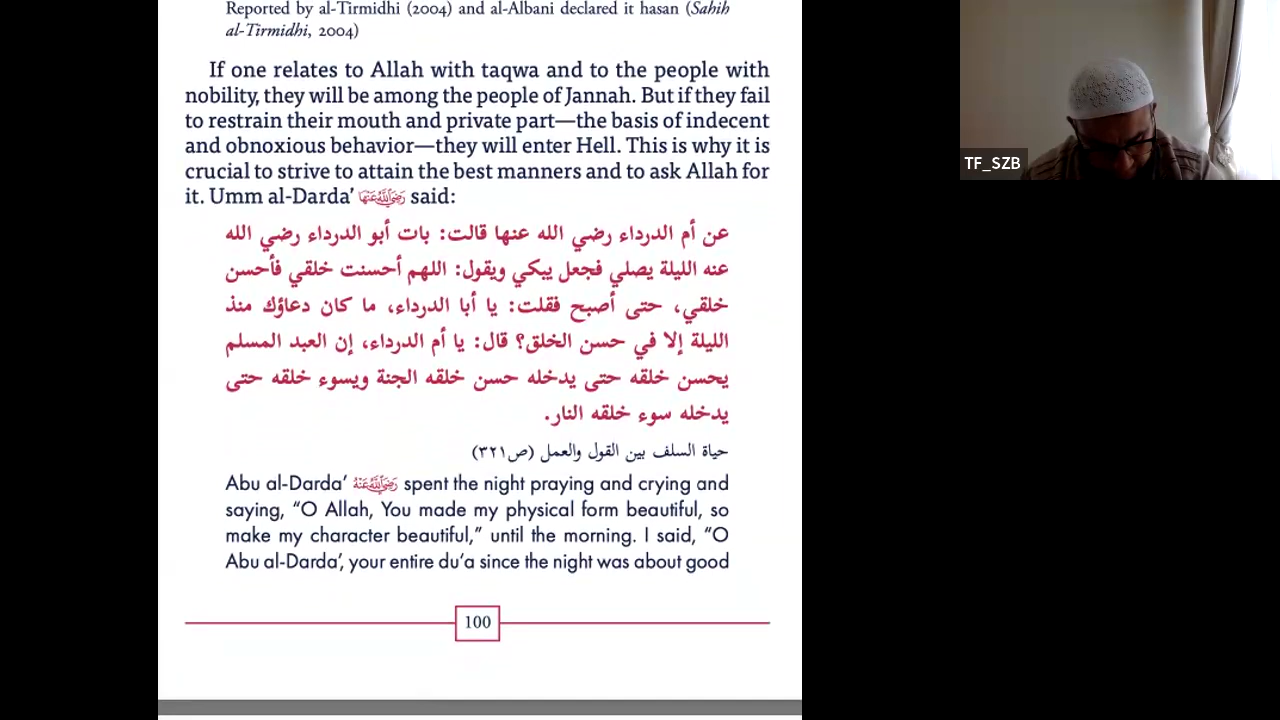 Reported by al-Tirmidhi (2004) and al-Albani declared it hasan (Sahih
al-Tirmidhi, 2004)
If one relates to Allah with taqwa and to the people with
nobility, they will be among the people of Jannah. But if they fail
to restrain their mouth and private part—the basis of indecent
and obnoxious behavior—they will enter Hell. This is why it is
crucial to strive to attain the best manners and to ask Allah for
it. Umm al-Darda’ رضي الله عنها said:
عن أم الدرداء رضي الله عنها قالت: بات أبو الدرداء رضي الله
عنه الليلة يصلي فجعل يبكي ويقول: اللهم أحسنت خلقي فأحسن
خلقي، حتى أصبح فقلت: يا أبا الدرداء، ما كان دعاؤك منذ
الليلة إلا في حسن الخلق؟ قال: يا أم الدرداء، إن العبد المسلم
يحسن خلقه حتى يدخله حسن خلقه الجنة ويسوء خلقه حتى
يدخله سوء خلقه النار.
حياة السلف بين القول والعمل (ص٣٢١)
Abu al-Darda’ رضي الله عنه spent the night praying and crying and
saying, “O Allah, You made my physical form beautiful, so
make my character beautiful,” until the morning. I said, “O
Abu al-Darda’, your entire du’a since the night was about good
100
TF_SZB